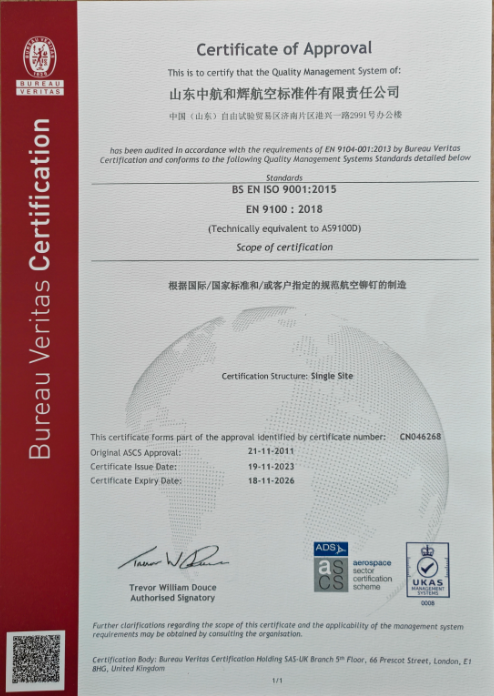 BUREAU VERITAS
1828
BUREAU
VERITAS
Bureau Veritas Certification
Certificate of Approval
This is to certify that the Quality Management System of:
山东中航和辉航空标准件有限责任公司
中国（山东）自由试验贸易区济南片区港兴一路2991号办公楼
has been audited in accordance with the requirements of EN 9104-001:2013 by Bureau Veritas
Certification and conforms to the following Quality Management Systems Standards detailed below
Standards
BS EN ISO 9001:2015
EN 9100 : 2018
(Technically equivalent to AS9100D)
Scope of certification
根据国际/国家标准和/或客户指定的规范航空铆钉的制造
Certification Structure: Single Site
This certificate forms part of the approval identified by certificate number: CN046268
Original ASCS Approval: 21-11-2011
Certificate Issue Date: 19-11-2023
Certificate Expiry Date: 18-11-2026
Trevor William Douce
Authorised Signatory
ADS
as
CS
aerospace
sector
certification
scheme
UKAS
MANAGEMENT
SYSTEMS
0008
Further clarifications regarding the scope of this certificate and the applicability of the management system
requirements may be obtained by consulting the organisation.
Certification Body: Bureau Veritas Certification Holding SAS-UK Branch 5th Floor, 66 Prescot Street, London, E1
8HG, United Kingdom
1/1